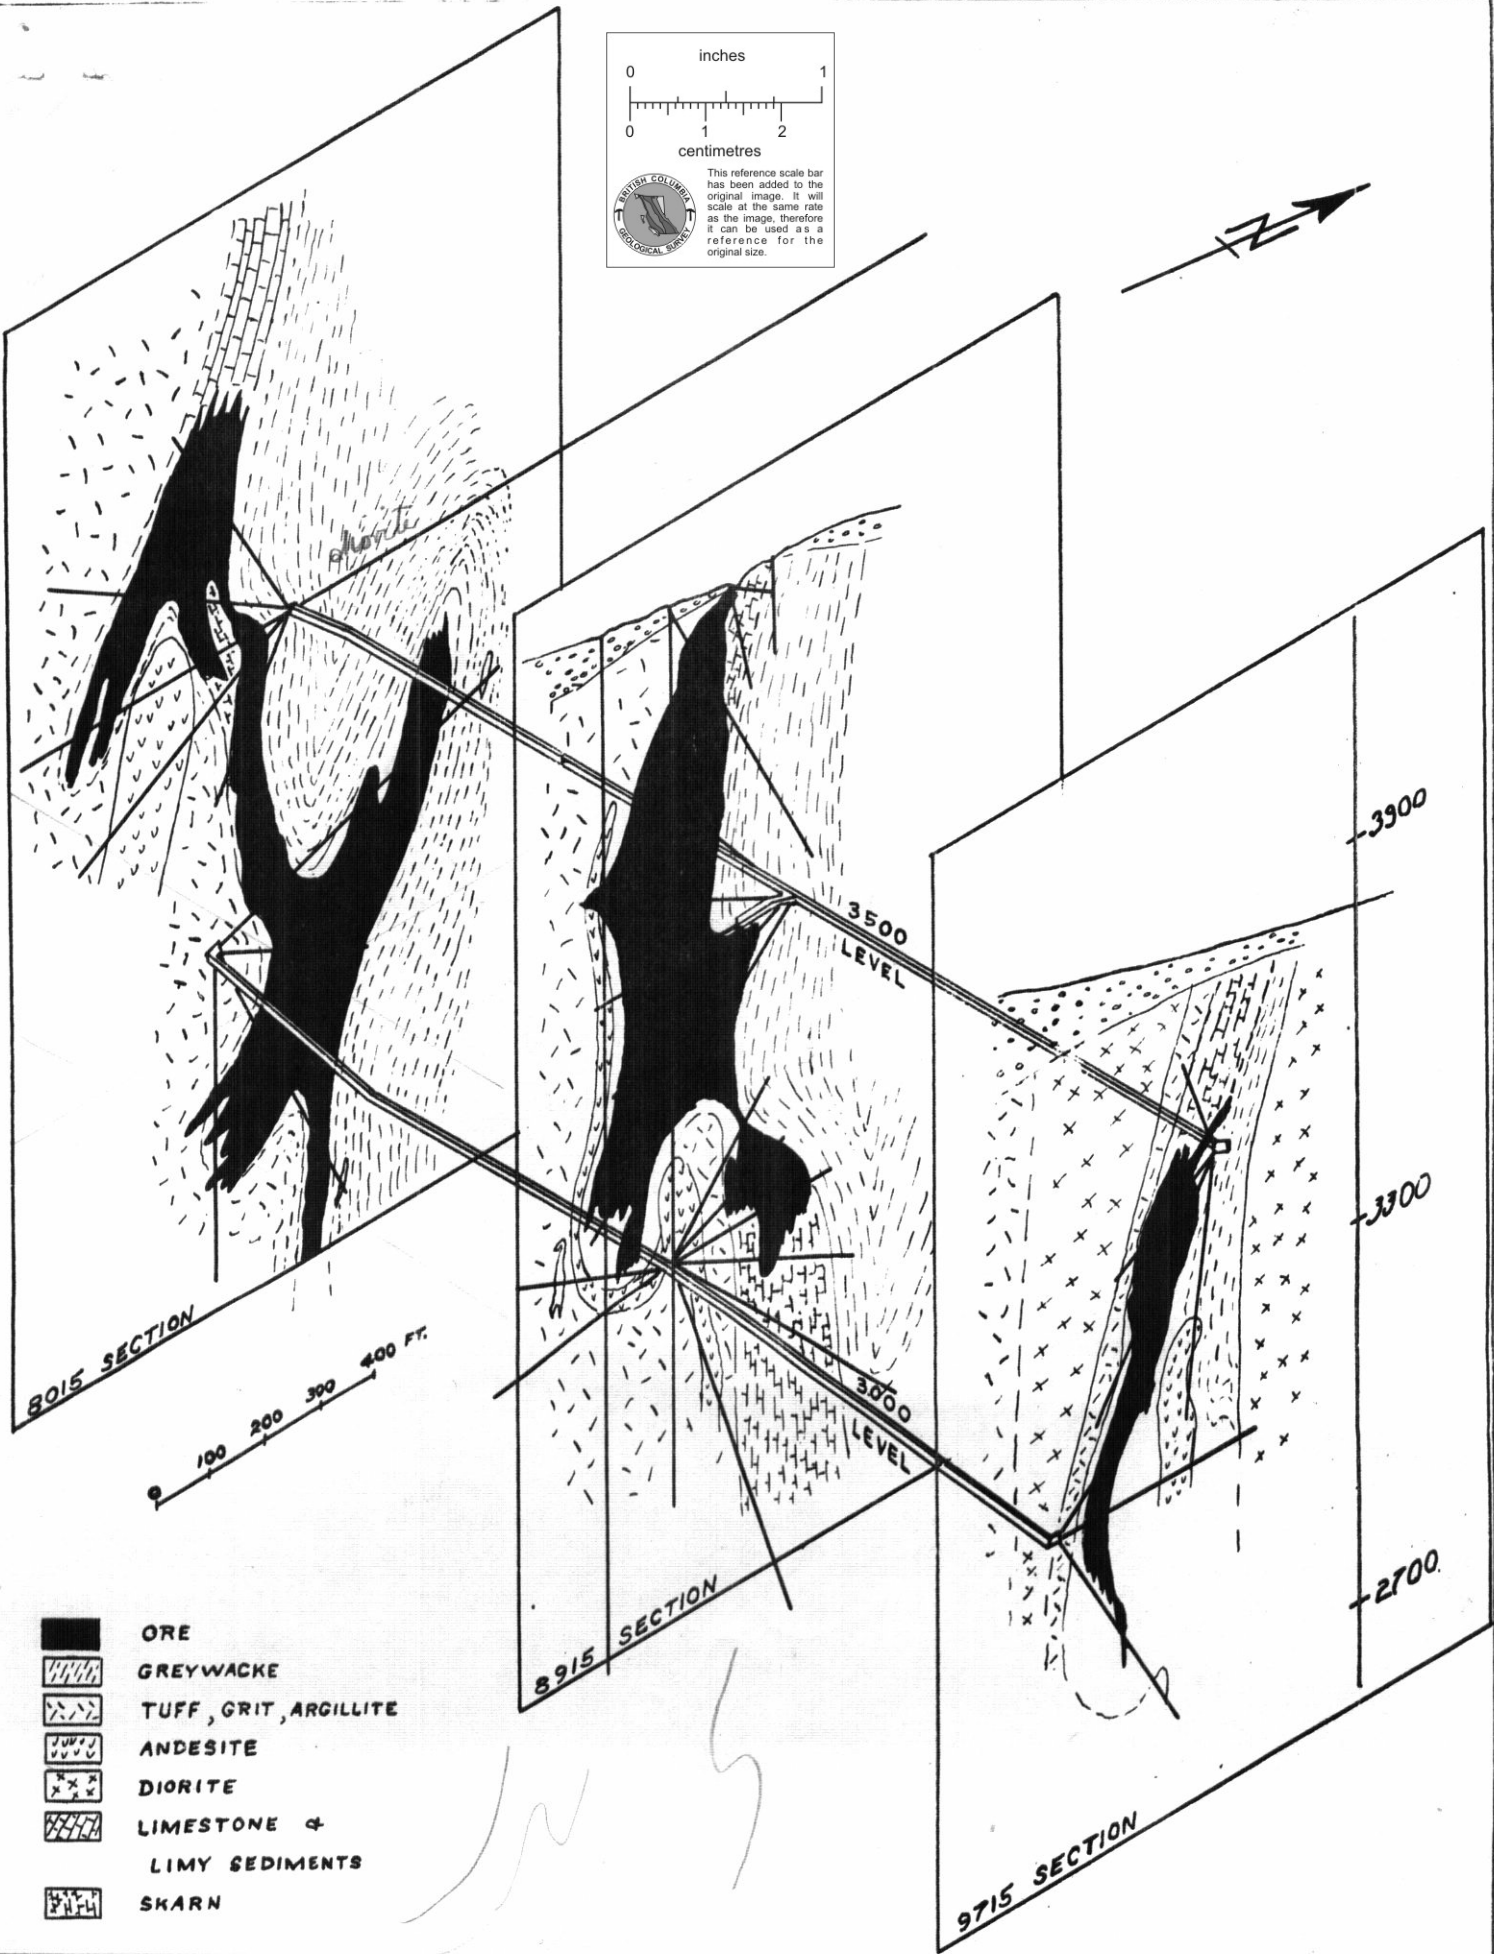 inches
0 1
0 1 2
centimetres
BRITISH COLUMBIA
GEOLOGICAL SURVEY
This reference scale bar
has been added to the
original image. It will
scale at the same rate
as the image, therefore
it can be used as a
reference for the
original size.
N
diorite
3500
LEVEL
3900
3300
2700
3000
LEVEL
8015 SECTION
0 100 200 300 400 FT.
8915 SECTION
9715 SECTION
ORE
GREYWACKE
TUFF, GRIT, ARGILLITE
ANDESITE
DIORITE
LIMESTONE &
LIMY SEDIMENTS
SKARN